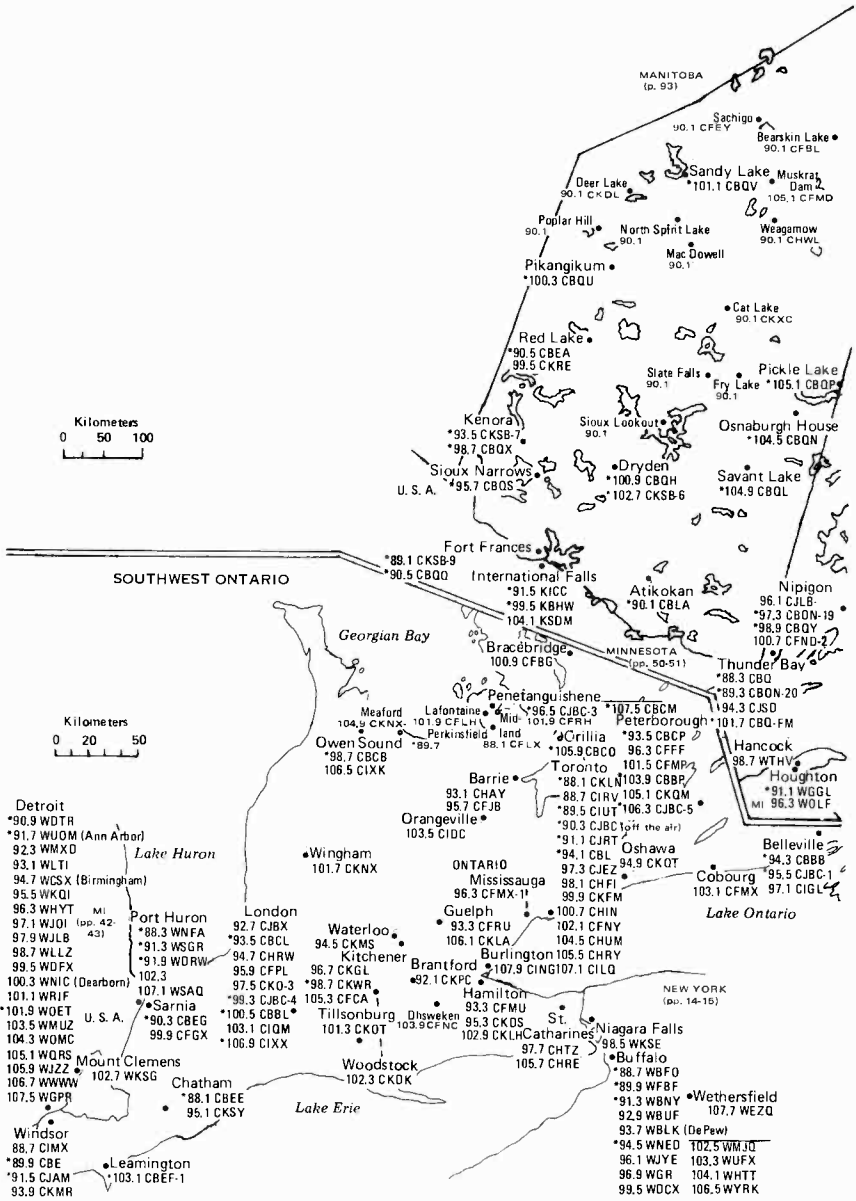 MANITOBA
(p. 93)
Sachigo
90.1 CFEY
Bearskin Lake
90.1 CFBL
Sandy Lake
*101.1 CBQV
Muskrat
Dam
105.1 CFMD
Deer Lake
90.1 CKDL
Poplar Hill
90.1
North Spirit Lake
90.1
Weagamow
90.1 CHWL
Mac Dowell
90.1
Pikangikum
*100.3 CBQU
Cat Lake
90.1 CKXC
Red Lake
*90.5 CBEA
99.5 CKRE
Slate Falls
90.1
Fry Lake
90.1
Pickle Lake
*105.1 CBQP
Kilometers
0 50 100
Kenora
*93.5 CKSB-7
*98.7 CBQX
Sioux Lookout
90.1
Osnaburgh House
*104.5 CBQN
Sioux Narrows
*95.7 CBQS
U.S.A.
Dryden
*100.9 CBQH
*102.7 CKSB-6
Savant Lake
*104.9 CBQL
Fort Frances
*89.1 CKSB-9
*90.5 CBQQ
SOUTHWEST ONTARIO
International Falls
*91.5 KICC
*99.5 KBHW
104.1 KSDM
Atikokan
*90.1 CBLA
Nipigon
96.1 CJLB-
*97.3 CBON-19
*98.9 CBQY
100.7 CFND-2
Georgian Bay
Bracebridge
100.9 CFBG
MINNESOTA
(pp. 50-51)
Thunder Bay
*88.3 CBQ
*89.3 CBON-20
94.3 CJSD
101.7 CBQ-FM
Kilometers
0 20 50
Meaford
104.9 CKNX-
Lafontaine
101.9 CFLH
Perkinsfield
*89.7
Penetanguishene
*96.5 CJBC-3
101.9 CFRH
Midland
88.1 CFLX
*107.5 CBCM
Orillia
*105.9 CBCO
Peterborough
*93.5 CBCP
96.3 CFFF
101.5 CFMP
*103.9 CBBP
105.1 CKQM
*106.3 CJBC-5
Hancock
98.7 WTHV
Houghton
*91.1 WGGL
96.3 WOLF
MI
Owen Sound
*98.7 CBCB
106.5 CIXK
Barrie
93.1 CHAY
95.7 CFJB
Orangeville
103.5 CIDC
Toronto
*88.1 CKLN
88.7 CIRV
*89.5 CIUT
*90.3 CJBC (off the air)
*91.1 CJRT
*94.1 CBL
97.3 CJEZ
98.1 CHFI
99.9 CKFM
100.7 CHIN
102.1 CFNY
104.5 CHUM
105.5 CHRY
107.1 CILQ
Oshawa
94.9 CKQT
Cobourg
103.1 CFMX
Belleville
*94.3 CBBB
*95.5 CJBC-1
97.1 CIGL
Lake Ontario
Detroit
*90.9 WDTR
*91.7 WUOM (Ann Arbor)
92.3 WMXD
93.1 WLTI
94.7 WCSX (Birmingham)
95.5 WKQI
96.3 WHYT
97.1 WJOI
97.9 WJLB
98.7 WLLZ
99.5 WDFX
100.3 WNIC (Dearborn)
101.1 WRIF
*101.9 WDET
103.5 WMUZ
104.3 WOMC
105.1 WQRS
105.9 WJZZ
106.7 WWWW
107.5 WGPR
Lake Huron
MI
(pp. 42-
43)
Port Huron
*88.3 WNFA
*91.3 WSGR
*91.9 WORW
102.3
107.1 WSAQ
U.S.A.
Sarnia
*90.3 CBEG
99.9 CFGX
Mount Clemens
102.7 WKSG
Wingham
101.7 CKNX
London
92.7 CJBX
*93.5 CBCL
94.7 CHRW
95.9 CFPL
97.5 CKO-3
*99.3 CJBC-4
*100.5 CBBL
103.1 CIQM
*106.9 CIXX
ONTARIO
Mississauga
96.3 CFMX-1
Guelph
93.3 CFRU
106.1 CKLA
Waterloo
94.5 CKMS
Kitchener
96.7 CKGL
*98.7 CKWR
105.3 CFCA
Brantford
92.1 CKPC
Burlington
107.9 CING
Hamilton
93.3 CFMU
95.3 CKDS
102.9 CKLH
Ohsweken
103.9 CFNC
Tillsonburg
101.3 CKOT
Woodstock
102.3 CKDK
St.
Catharines
97.7 CHTZ
105.7 CHRE
NEW YORK
(pp. 14-15)
Niagara Falls
98.5 WKSE
Buffalo
*88.7 WBFO
*89.9 WFBF
*91.3 WBNY
92.9 WBUF
93.7 WBLK (DePew)
*94.5 WNED
96.1 WJYE
96.9 WGR
99.5 WDCX
102.5 WMJQ
103.3 WUFX
104.1 WHTT
106.5 WYRK
Wethersfield
107.7 WEZQ
Chatham
*88.1 CBEE
95.1 CKSY
Lake Erie
Windsor
88.7 CIMX
*89.9 CBE
*91.5 CJAM
93.9 CKMR
Leamington
*103.1 CBEF-1